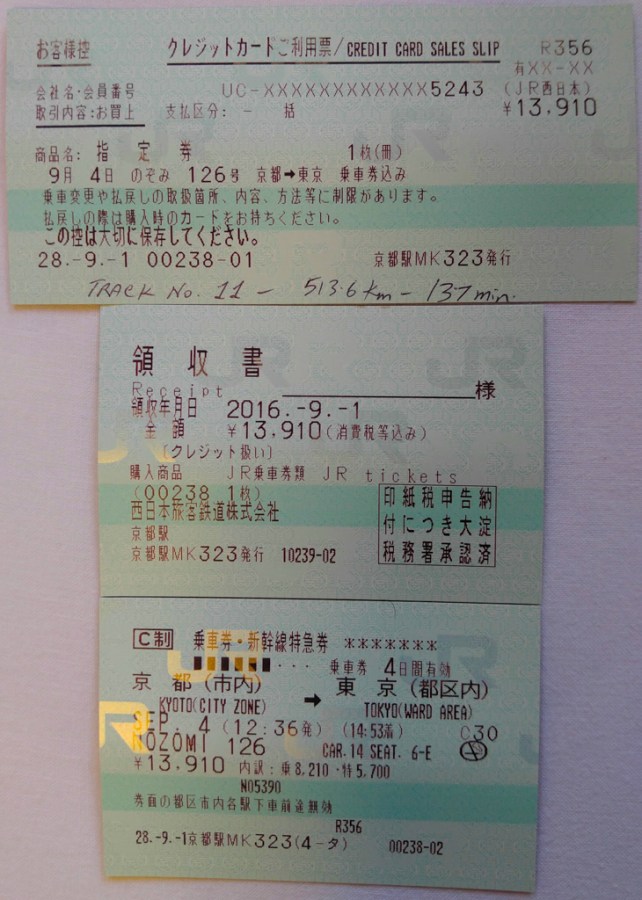 お客様控 クレジットカードご利用票/CREDIT CARD SALES SLIP R356
有XX-XX
会社名・会員番号 UC-XXXXXXXXXXXX5243 (JR西日本)
取引内容:お買上 支払区分: 一 括 ¥13,910
商品名: 指 定 券 1枚(冊)
9月 4日 のぞみ 126号 京都→東京 乗車券込み
乗車変更や払戻しの取扱箇所、内容、方法等に制限があります。
払戻しの際は購入時のカードをお持ちください。
この控は大切に保存してください。
28.-9.-1 00238-01 京都駅MK323発行
TRACK No. 11 - 513.6 km - 137 min.
JR
領 収 書
Receipt 様
領収年月日 2016.-9.-1
金 額 ¥13,910(消費税等込み)
[クレジット扱い]
購入商品 JR乗車券類 JR tickets
(00238 1枚)
西日本旅客鉄道株式会社
印紙税申告納
付につき大淀
税務署承認済
京都駅
京都駅MK323発行 10239-02
C制 乗車券・新幹線特急券 *******
乗車券 4日間有効
京 都(市内) → 東 京(都区内)
KYOTO(CITY ZONE) TOKYO(WARD AREA)
SEP. 4(12:36発) (14:53着) C30
NOZOMI 126 CAR.14 SEAT. 6-E
¥13,910 内訳:乗8,210・特5,700
N05390
券面の都区市内各駅下車前途無効
R356
28.-9.-1京都駅MK323(4-タ) 00238-02